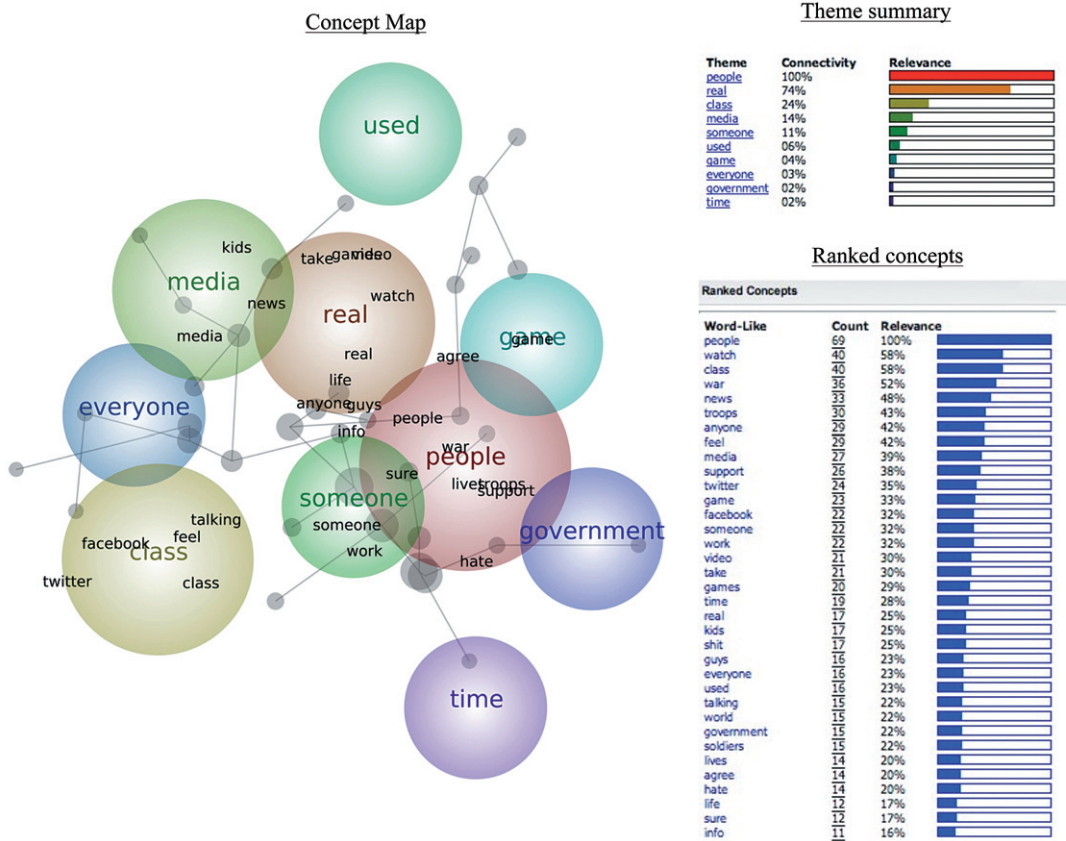 Concept Map
used
kids
media
news
media
take
games
video
watch
real
real
life
anyone
guys
game
game
agree
people
war
people
live
troops
support
sure
hate
info
someone
someone
work
everyone
talking
facebook
feel
class
twitter
class
government
time
Theme summary
Theme Connectivity Relevance
people 100%
real 74%
class 24%
media 14%
someone 11%
used 06%
game 04%
everyone 03%
government 02%
time 02%
Ranked concepts
Ranked Concepts
Word-Like Count Relevance
people 69 100%
watch 40 58%
class 40 58%
war 36 52%
news 33 48%
troops 30 43%
anyone 29 42%
feel 29 42%
media 27 39%
support 26 38%
twitter 24 35%
game 23 33%
facebook 22 32%
someone 22 32%
work 22 32%
video 21 30%
take 21 30%
games 20 29%
time 19 28%
real 17 25%
kids 17 25%
shit 17 25%
guys 16 23%
everyone 16 23%
used 16 23%
talking 15 22%
world 15 22%
government 15 22%
soldiers 15 22%
lives 14 20%
agree 14 20%
hate 14 20%
life 12 17%
sure 12 17%
info 11 16%